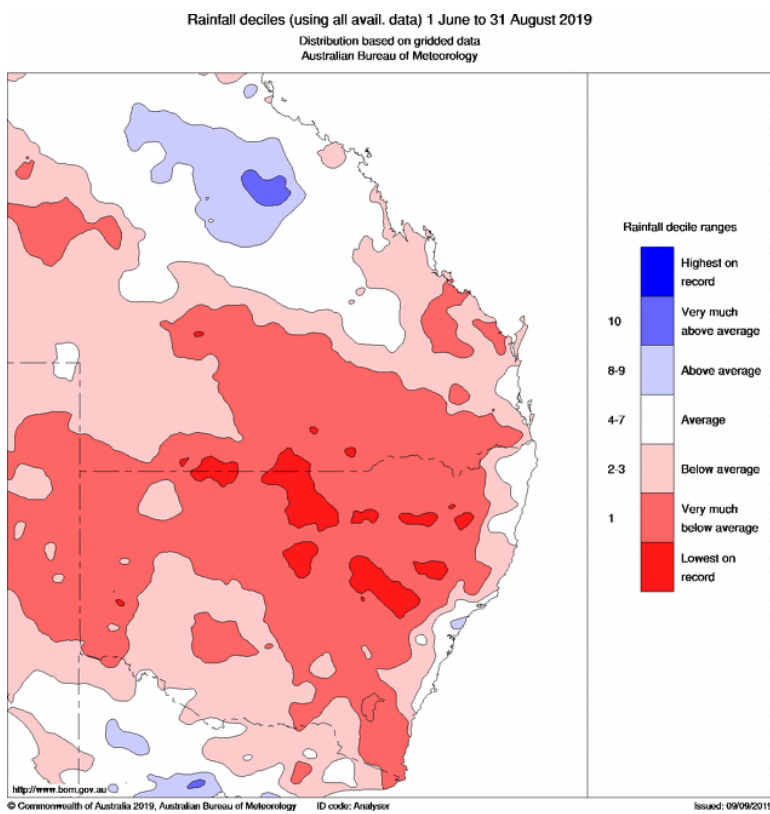 Rainfall deciles (using all avail. data) 1 June to 31 August 2019
Distribution based on gridded data
Australian Bureau of Meteorology
Rainfall decile ranges
Highest on
record
10
Very much
above average
8-9
Above average
4-7
Average
2-3
Below average
1
Very much
below average
Lowest on
record
http://www.bom.gov.au
© Commonwealth of Australia 2019, Australian Bureau of Meteorology
ID code: Analyser
Issued: 09/09/2019